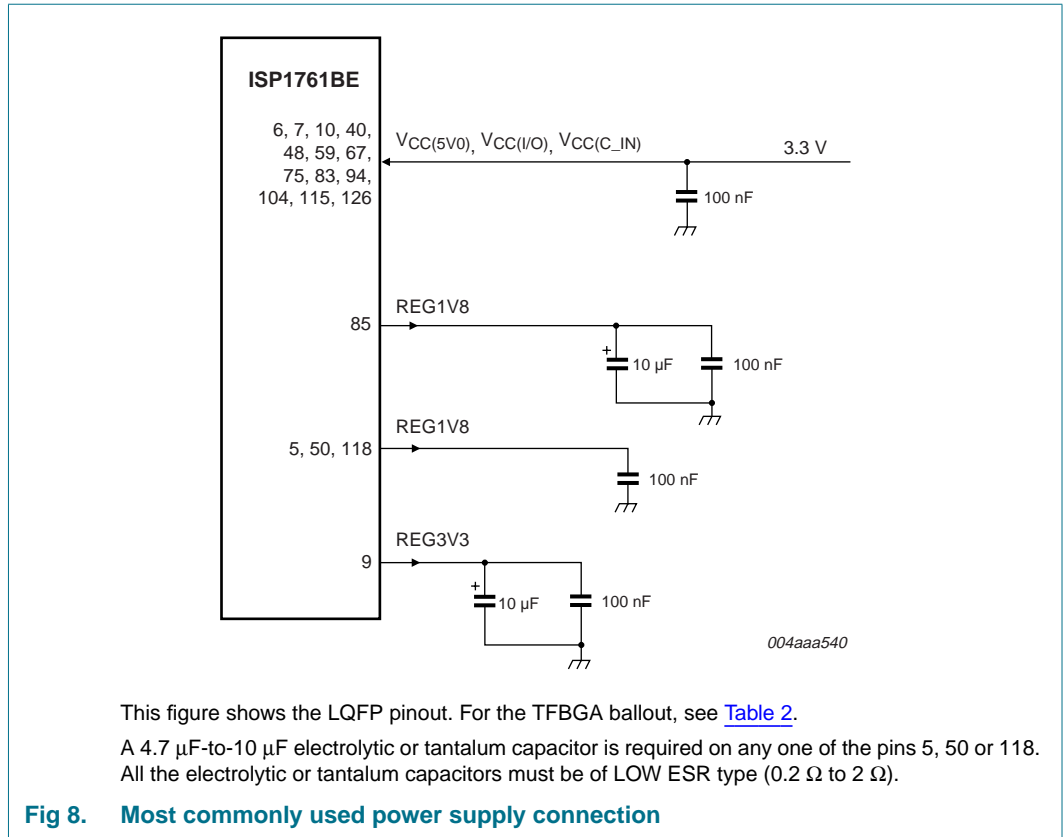 ISP1761BE
6, 7, 10, 40,
48, 59, 67,
75, 83, 94,
104, 115, 126
VCC(5V0), VCC(I/O), VCC(C_IN)
3.3 V
100 nF
85
REG1V8
+
10 µF
100 nF
5, 50, 118
REG1V8
100 nF
9
REG3V3
+
10 µF
100 nF
004aaa540
This figure shows the LQFP pinout. For the TFBGA ballout, see Table 2.
A 4.7 µF-to-10 µF electrolytic or tantalum capacitor is required on any one of the pins 5, 50 or 118.
All the electrolytic or tantalum capacitors must be of LOW ESR type (0.2 Ω to 2 Ω).
Fig 8. Most commonly used power supply connection